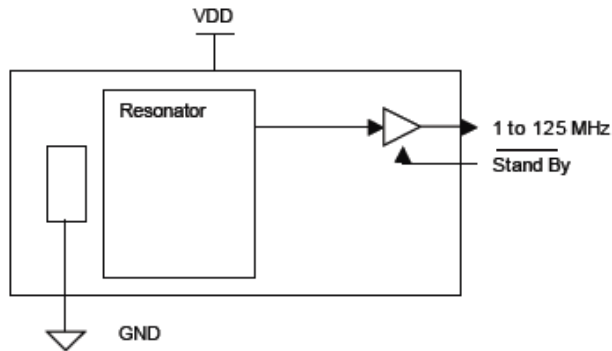 VDD
Resonator
1 to 125 MHz
Stand By
GND